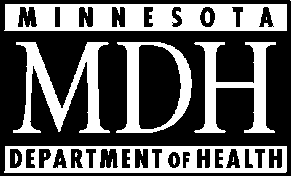 MINNESOTA
MDH
DEPARTMENT OF HEALTH